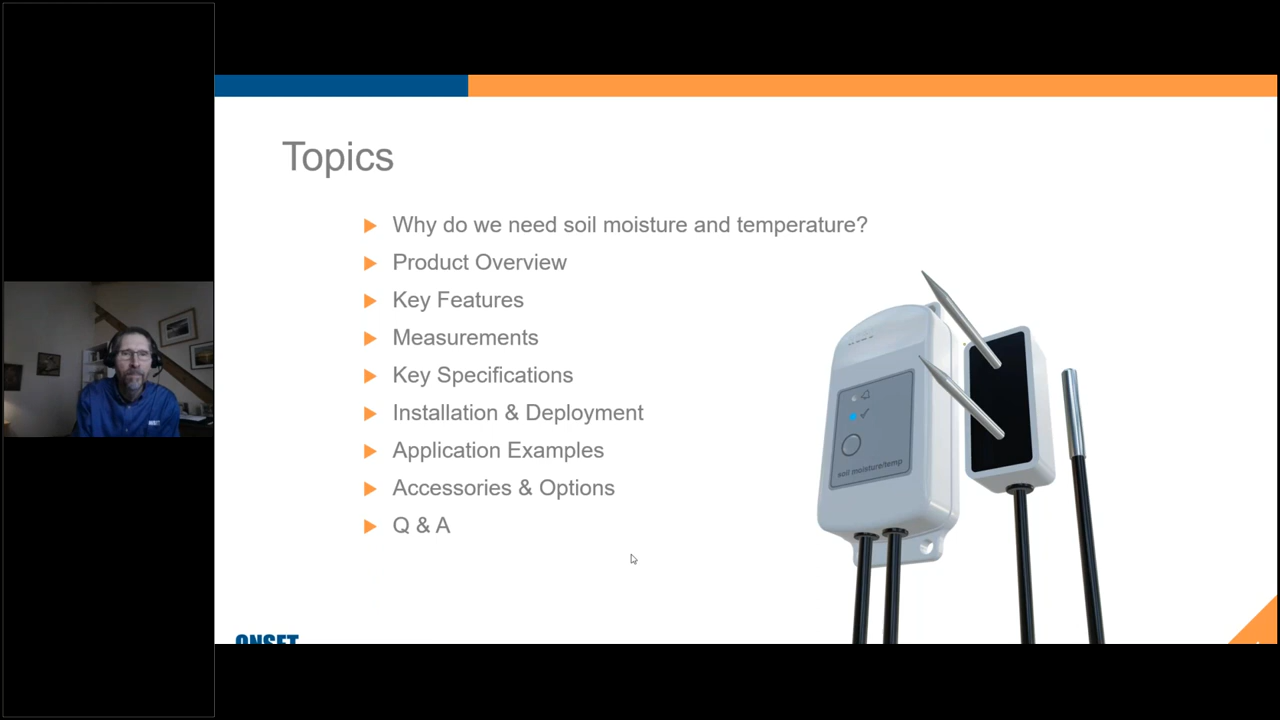 Topics
Why do we need soil moisture and temperature?
Product Overview
Key Features
Measurements
Key Specifications
Installation & Deployment
Application Examples
Accessories & Options
Q & A
soil moisture/temp
ONSET